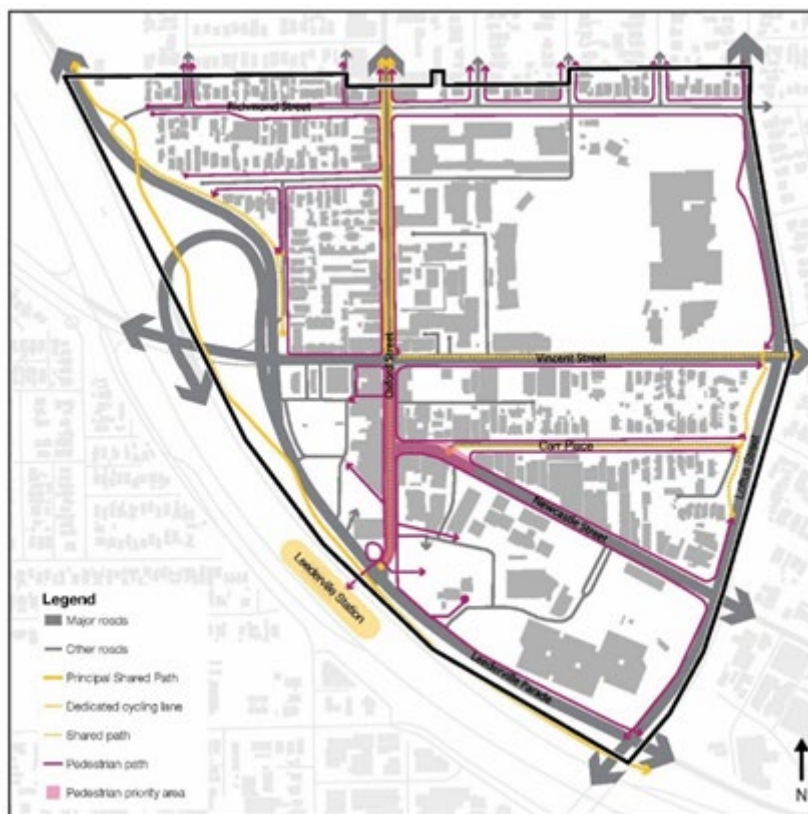 Richmond Street
Oxford Street
Vincent Street
Carr Place
Loftus Street
Newcastle Street
Leederville Station
Leederville Parade
Legend
Major roads
Other roads
Principal Shared Path
Dedicated cycling lane
Shared path
Pedestrian path
Pedestrian priority area
N